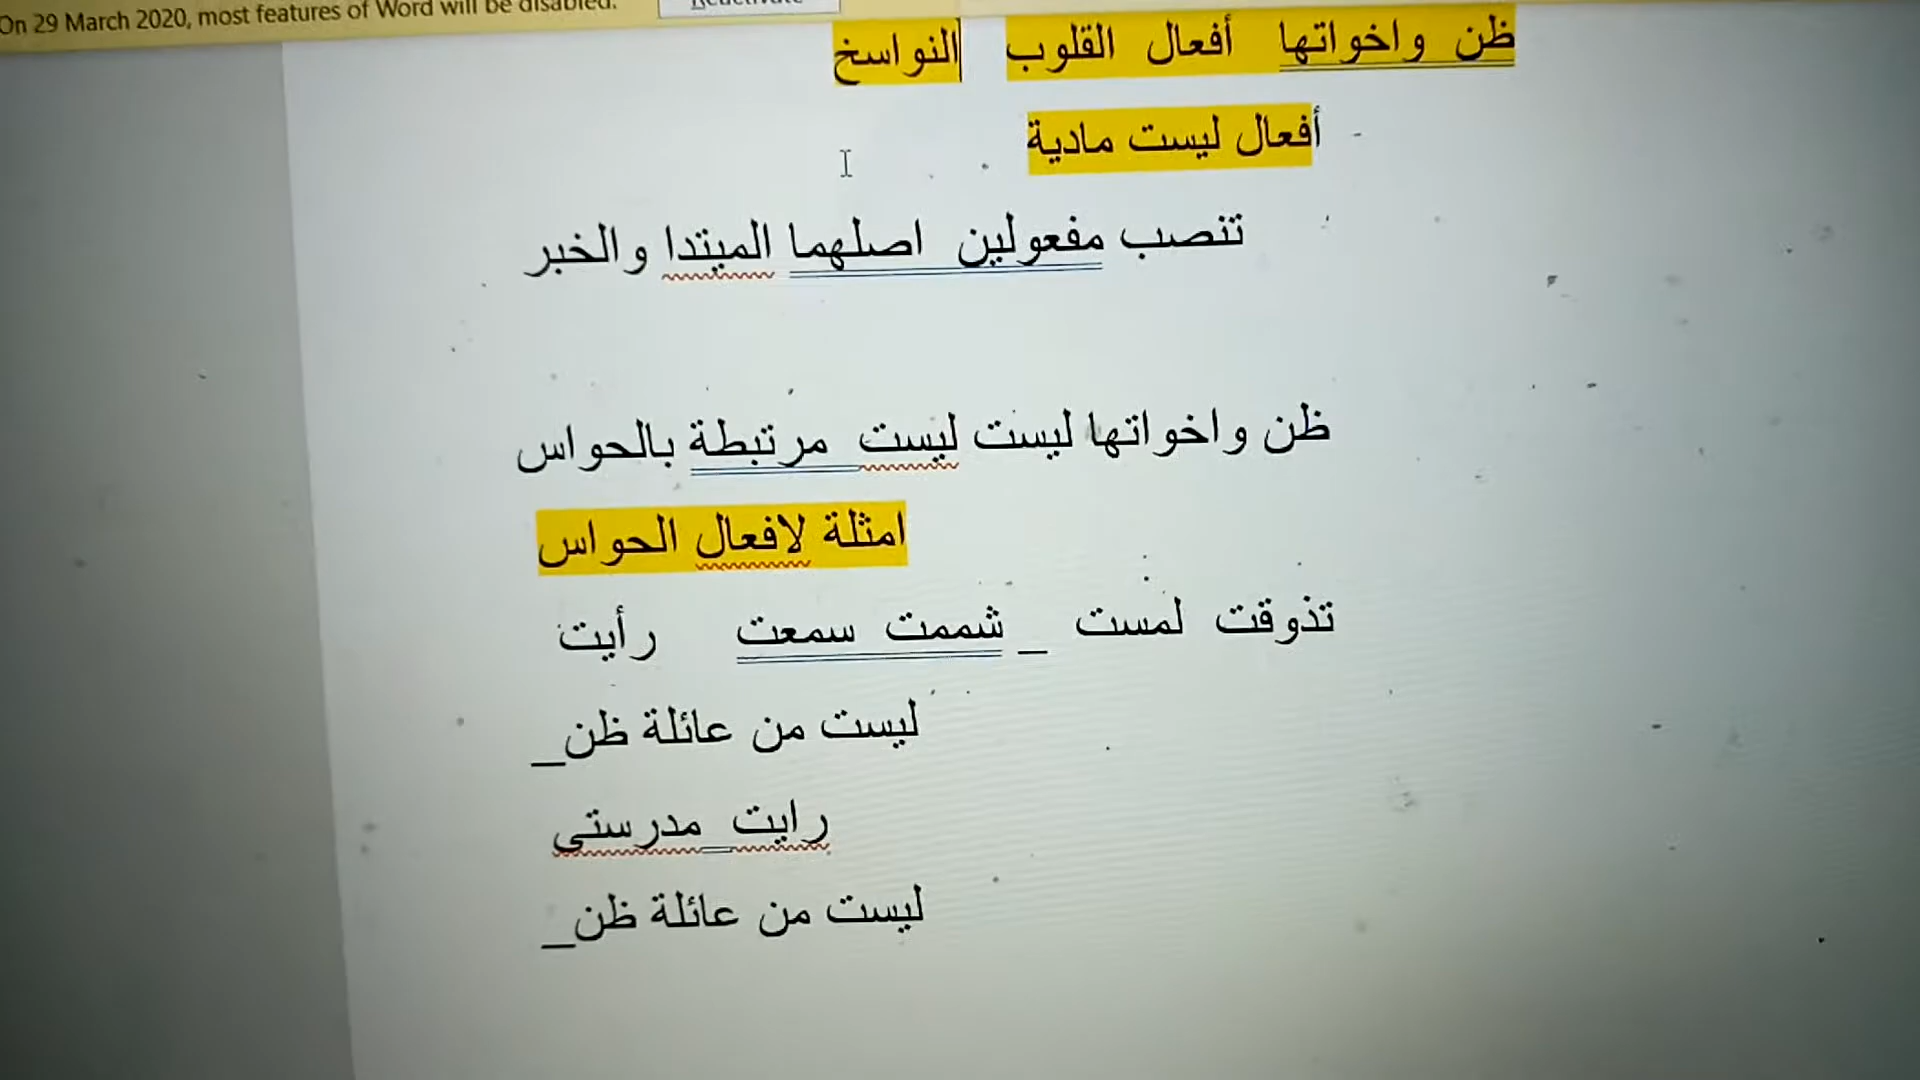 On 29 March 2020, most features of Word will be disabled.
ظن واخواتها أفعال القلوب النواسخ
- أفعال ليست مادية
تنصب مفعولين اصلهما الميتدا والخبر
ظن واخواتها ليست ليست مرتبطة بالحواس
امثلة لافعال الحواس
تذوقت لمست _ شممت سمعت رأيت
ليست من عائلة ظن_
رايت مدرستي
ليست من عائلة ظن_